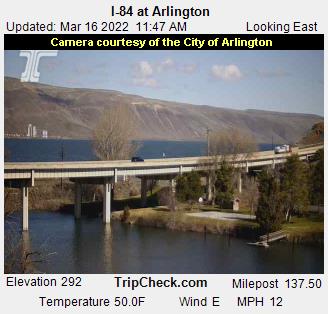 I-84 at Arlington
Updated: Mar 16 2022 11:47 AM Looking East
Camera courtesy of the City of Arlington
Elevation 292 TripCheck.com Milepost 137.50
Temperature 50.0F Wind E MPH 12